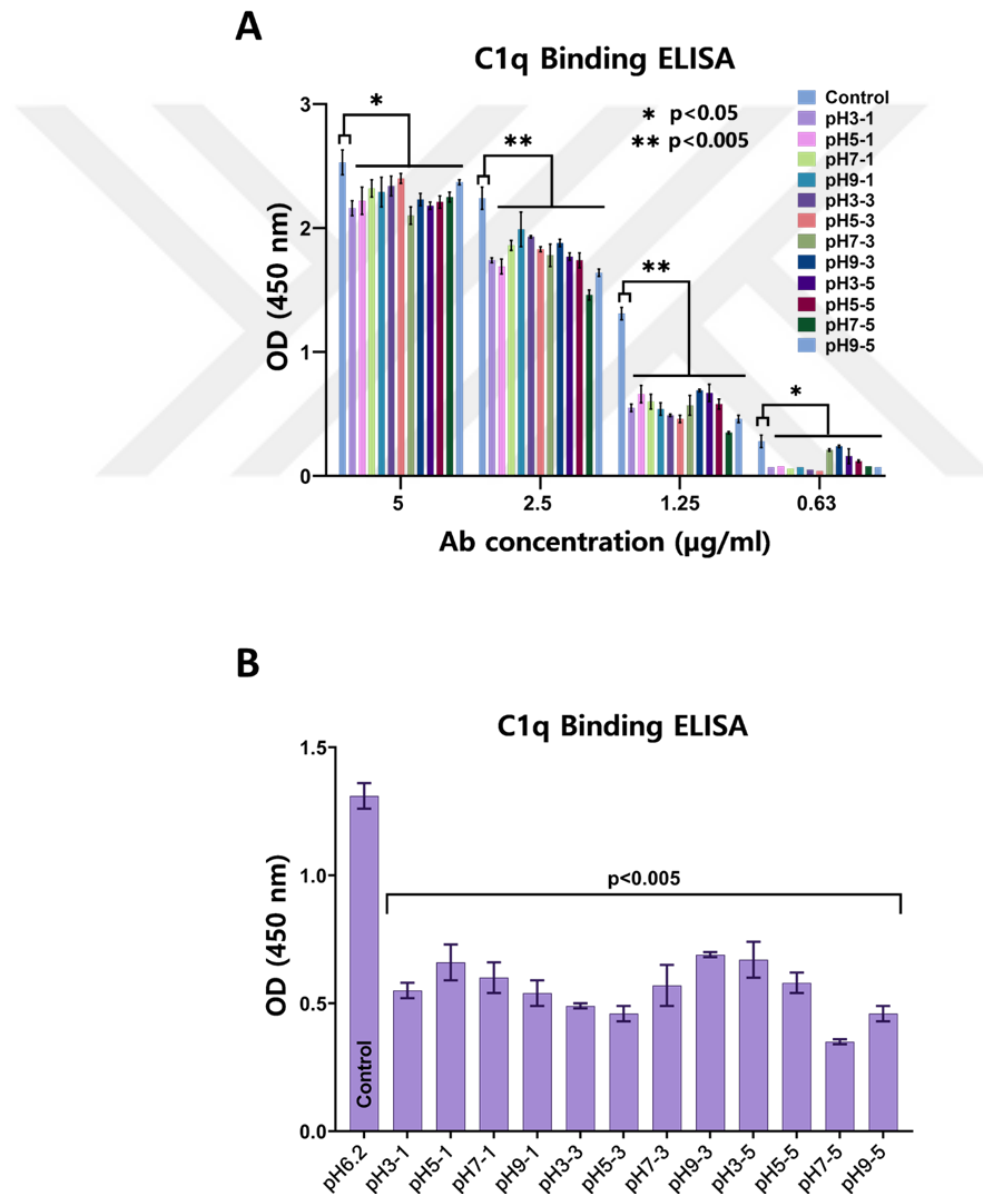 A
C1q Binding ELISA
* p<0.05
** p<0.005
Control
pH3-1
pH5-1
pH7-1
pH9-1
pH3-3
pH5-3
pH7-3
pH9-3
pH3-5
pH5-5
pH7-5
pH9-5
*
**
**
*
OD (450 nm)
3
2
1
0
5 2.5 1.25 0.63
Ab concentration (µg/ml)
B
C1q Binding ELISA
OD (450 nm)
1.5
1.0
0.5
0.0
p<0.005
Control
pH6.2 pH3-1 pH5-1 pH7-1 pH9-1 pH3-3 pH5-3 pH7-3 pH9-3 pH3-5 pH5-5 pH7-5 pH9-5